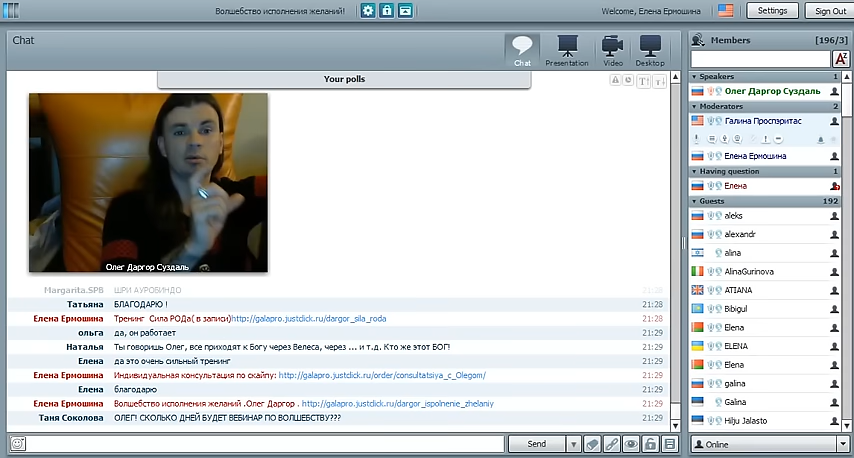 Волшебство исполнения желаний!
Welcome, Елена Ермошина
Settings
Sign Out
Chat
Chat
Presentation
Video
Desktop
Your polls
Олег Даргор Суздаль
Margarita.SPB ШРИ АУРОБИНДО 21:28
Татьяна БЛАГОДАРЮ ! 21:28
Елена Ермошина Тренинг Сила РОДа( в записи)http://galapro.justclick.ru/dargor_sila_roda 21:28
ольга да, он работает 21:29
Наталья Ты говоришь Олег, все приходят к Богу через Велеса, через ... и т.д. Кто же этот БОГ! 21:29
Елена да это очень сильный тренинг 21:29
Елена Ермошина Индивидуальная консультация по скайпу: http://galapro.justclick.ru/order/consultatsiya_c_Olegom/ 21:29
Елена благодарю 21:29
Елена Ермошина Волшебство исполнения желаний .Олег Даргор . http://galapro.justclick.ru/dargor_ispolnenie_zhelaniy 21:29
Таня Соколова ОЛЕГ! СКОЛЬКО ДНЕЙ БУДЕТ ВЕБИНАР ПО ВОЛШЕБСТВУ??? 21:29
Send
Members [196/3]
Speakers 1
Олег Даргор Суздаль
Moderators 2
Галина Просперитас
Елена Ермошина
Having question 1
Елена
Guests 192
aleks
alexandr
alina
AlinaGurinova
ATIANA
Bibigul
Elena
ELENA
Elena
galina
Galina
Hilju Jalasto
Online